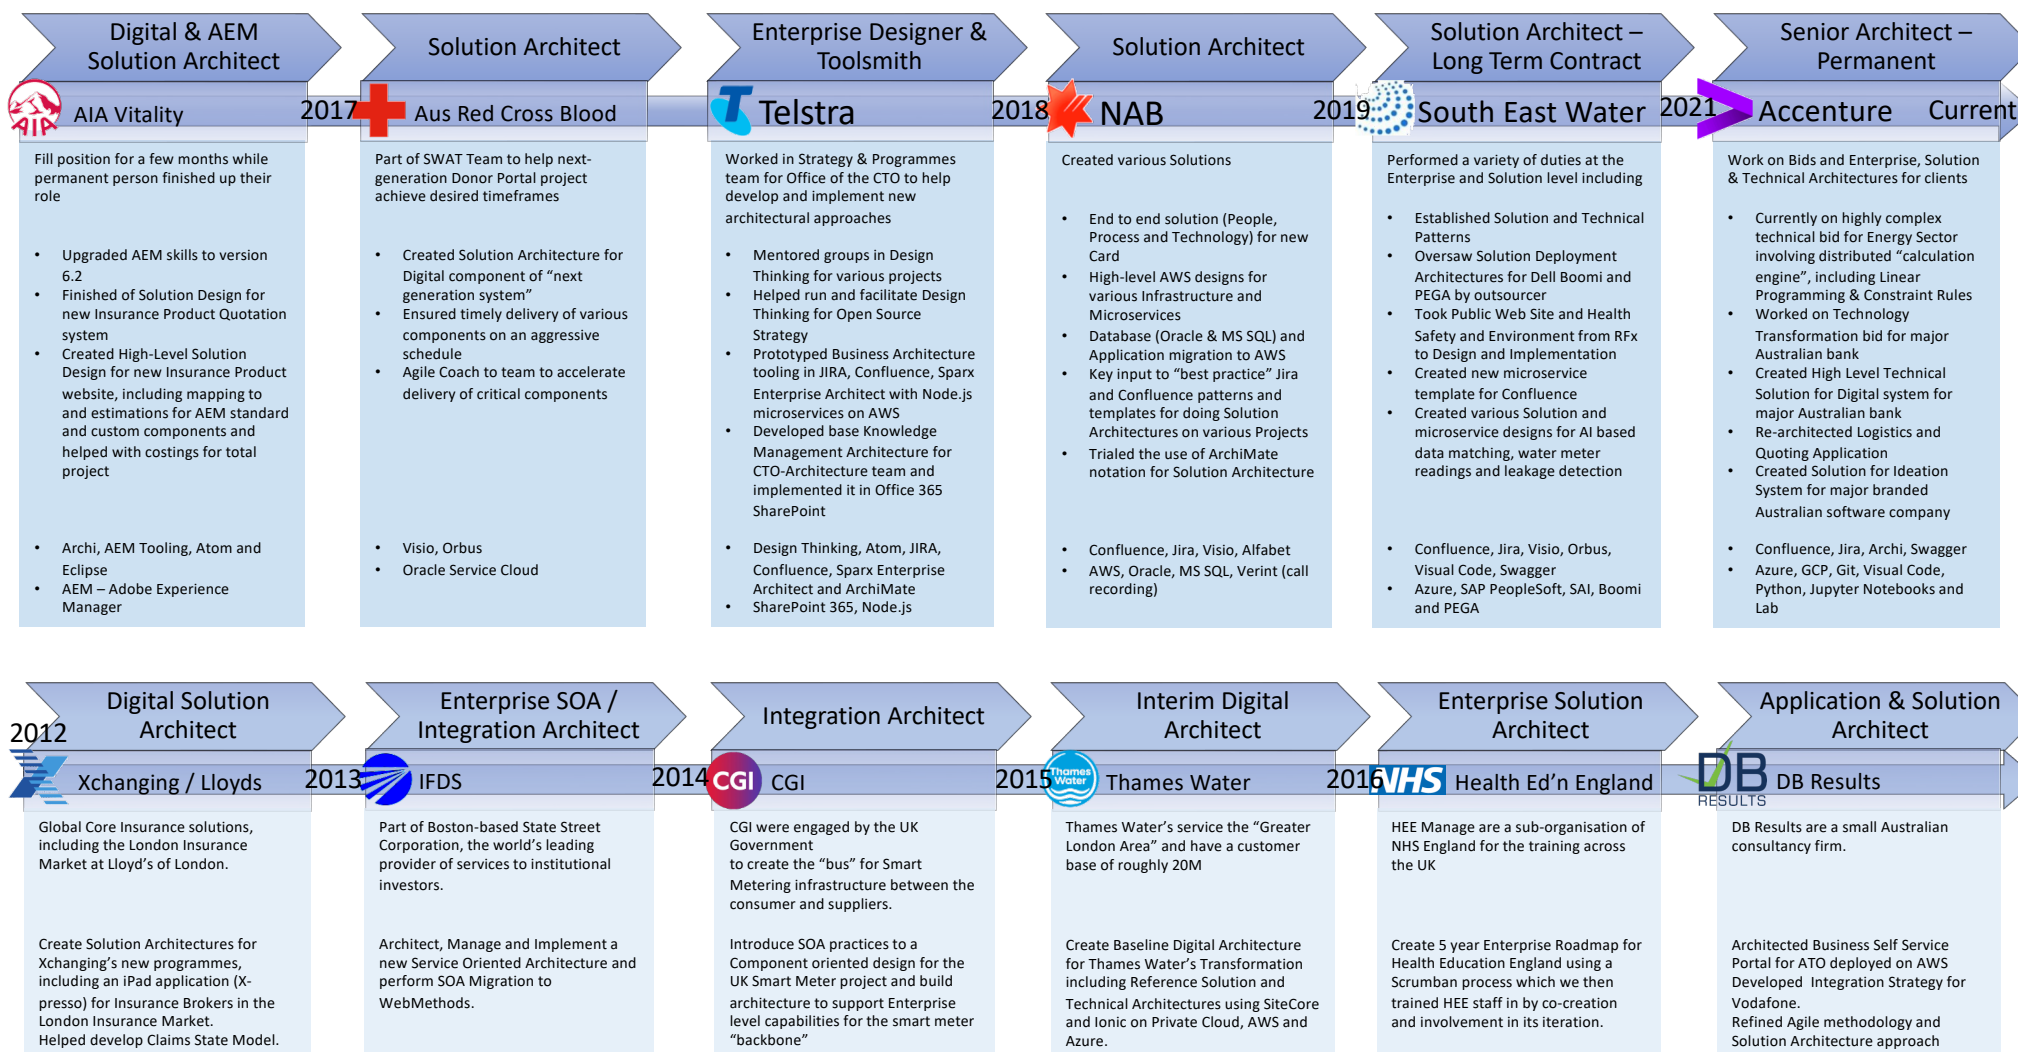 Digital & AEM
Solution Architect
AIA
AIA Vitality
Fill position for a few months while
permanent person finished up their
role
• Upgraded AEM skills to version
6.2
• Finished of Solution Design for
new Insurance Product Quotation
system
• Created High-Level Solution
Design for new Insurance Product
website, including mapping to
and estimations for AEM standard
and custom components and
helped with costings for total
project
• Archi, AEM Tooling, Atom and
Eclipse
• AEM – Adobe Experience
Manager
Solution Architect
2017
Aus Red Cross Blood
Part of SWAT Team to help next-
generation Donor Portal project
achieve desired timeframes
• Created Solution Architecture for
Digital component of “next
generation system”
• Ensured timely delivery of various
components on an aggressive
schedule
• Agile Coach to team to accelerate
delivery of critical components
• Visio, Orbus
• Oracle Service Cloud
Enterprise Designer &
Toolsmith
Telstra
Worked in Strategy & Programmes
team for Office of the CTO to help
develop and implement new
architectural approaches
• Mentored groups in Design
Thinking for various projects
• Helped run and facilitate Design
Thinking for Open Source
Strategy
• Prototyped Business Architecture
tooling in JIRA, Confluence, Sparx
Enterprise Architect with Node.js
microservices on AWS
• Developed base Knowledge
Management Architecture for
CTO-Architecture team and
implemented it in Office 365
SharePoint
• Design Thinking, Atom, JIRA,
Confluence, Sparx Enterprise
Architect and ArchiMate
• SharePoint 365, Node.js
Solution Architect
2018
NAB
Created various Solutions
• End to end solution (People,
Process and Technology) for new
Card
• High-level AWS designs for
various Infrastructure and
Microservices
• Database (Oracle & MS SQL) and
Application migration to AWS
• Key input to “best practice” Jira
and Confluence patterns and
templates for doing Solution
Architectures on various Projects
• Trialed the use of ArchiMate
notation for Solution Architecture
• Confluence, Jira, Visio, Alfabet
• AWS, Oracle, MS SQL, Verint (call
recording)
Solution Architect –
Long Term Contract
2019
South East Water
Performed a variety of duties at the
Enterprise and Solution level including
• Established Solution and Technical
Patterns
• Oversaw Solution Deployment
Architectures for Dell Boomi and
PEGA by outsourcer
• Took Public Web Site and Health
Safety and Environment from RFx
to Design and Implementation
• Created new microservice
template for Confluence
• Created various Solution and
microservice designs for AI based
data matching, water meter
readings and leakage detection
• Confluence, Jira, Visio, Orbus,
Visual Code, Swagger
• Azure, SAP PeopleSoft, SAI, Boomi
and PEGA
Senior Architect –
Permanent
2021
Accenture
Current
Work on Bids and Enterprise, Solution
& Technical Architectures for clients
• Currently on highly complex
technical bid for Energy Sector
involving distributed “calculation
engine”, including Linear
Programming & Constraint Rules
• Worked on Technology
Transformation bid for major
Australian bank
• Created High Level Technical
Solution for Digital system for
major Australian bank
• Re-architected Logistics and
Quoting Application
• Created Solution for Ideation
System for major branded
Australian software company
• Confluence, Jira, Archi, Swagger
• Azure, GCP, Git, Visual Code,
Python, Jupyter Notebooks and
Lab
Digital Solution
Architect
2012
Xchanging / Lloyds
Global Core Insurance solutions,
including the London Insurance
Market at Lloyd’s of London.
Create Solution Architectures for
Xchanging’s new programmes,
including an iPad application (X-
presso) for Insurance Brokers in the
London Insurance Market.
Helped develop Claims State Model.
Enterprise SOA /
Integration Architect
2013
IFDS
Part of Boston-based State Street
Corporation, the world’s leading
provider of services to institutional
investors.
Architect, Manage and Implement a
new Service Oriented Architecture and
perform SOA Migration to
WebMethods.
Integration Architect
2014
CGI
CGI
CGI were engaged by the UK
Government
to create the “bus” for Smart
Metering infrastructure between the
consumer and suppliers.
Introduce SOA practices to a
Component oriented design for the
UK Smart Meter project and build
architecture to support Enterprise
level capabilities for the smart meter
“backbone”
Interim Digital
Architect
2015
Thames
Water
Thames Water
Thames Water’s service the “Greater
London Area” and have a customer
base of roughly 20M
Create Baseline Digital Architecture
for Thames Water’s Transformation
including Reference Solution and
Technical Architectures using SiteCore
and Ionic on Private Cloud, AWS and
Azure.
Enterprise Solution
Architect
2016
NHS
Health Ed’n England
HEE Manage are a sub-organisation of
NHS England for the training across
the UK
Create 5 year Enterprise Roadmap for
Health Education England using a
Scrumban process which we then
trained HEE staff in by co-creation
and involvement in its iteration.
Application & Solution
Architect
DB
RESULTS
DB Results
DB Results are a small Australian
consultancy firm.
Architected Business Self Service
Portal for ATO deployed on AWS
Developed Integration Strategy for
Vodafone.
Refined Agile methodology and
Solution Architecture approach